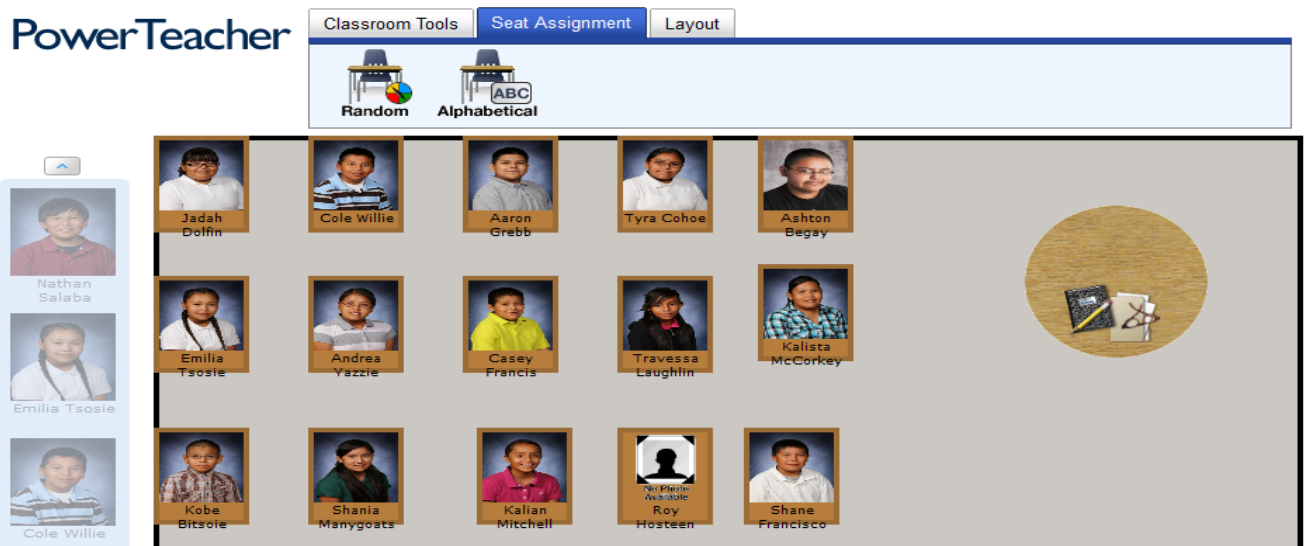 PowerTeacher
Classroom Tools
Seat Assignment
Layout
Random
ABC
Alphabetical
Nathan
Salaba
Emilia Tsosie
Cole Willie
Jadah
Dolfin
Cole Willie
Aaron
Grebb
Tyra Cohoe
Ashton
Begay
Emilia
Tsosie
Andrea
Yazzie
Casey
Francis
Travessa
Laughlin
Kalista
McCorkey
Kobe
Bitsoie
Shania
Manygoats
Kalian
Mitchell
No Photo
Available
Roy
Hosteen
Shane
Francisco